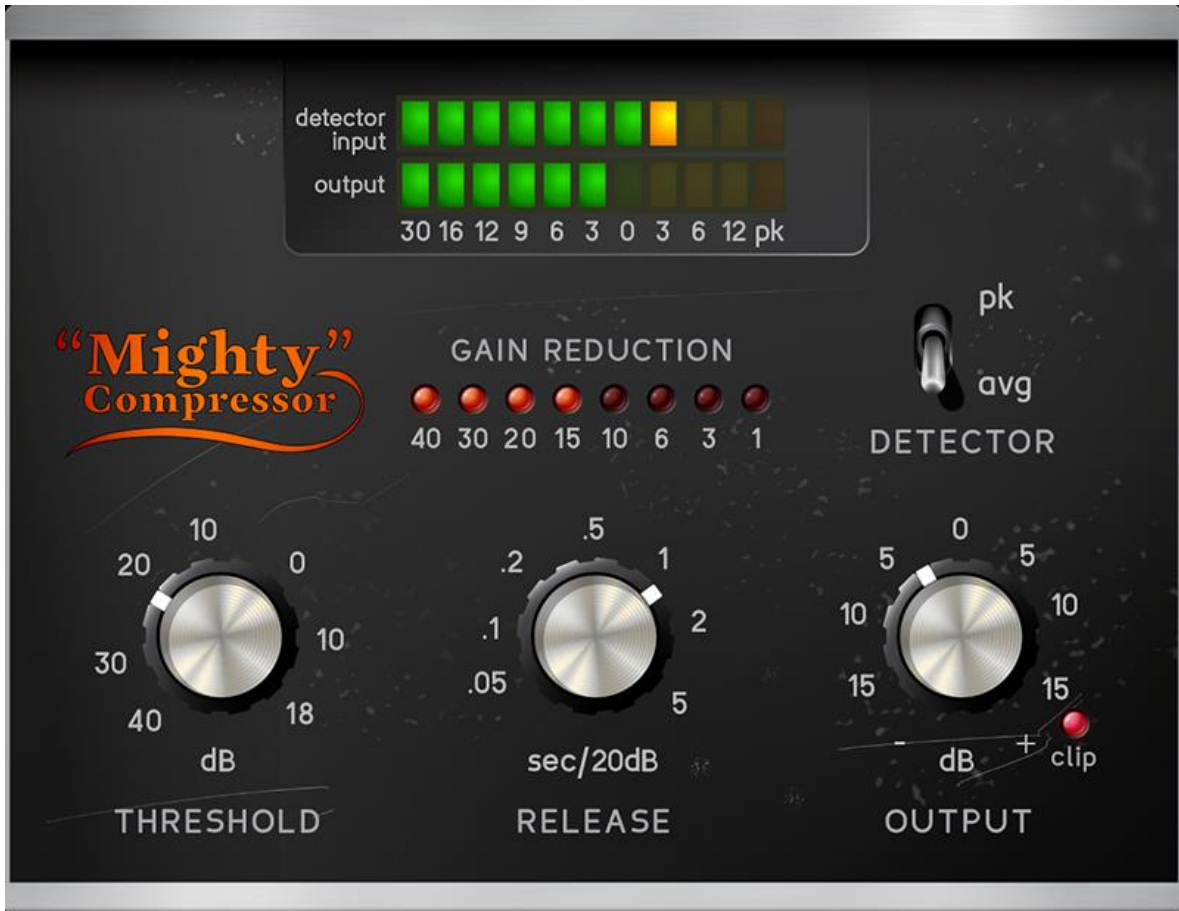 detector
input
output
30 16 12 9 6 3 0 3 6 12 pk
“Mighty”
Compressor
GAIN REDUCTION
40 30 20 15 10 6 3 1
pk
avg
DETECTOR
40 30 20 10 0 10 18
dB
THRESHOLD
.05 .1 .2 .5 1 2 5
sec/20dB
RELEASE
15 10 5 0 5 10 15
- +
dB
clip
OUTPUT